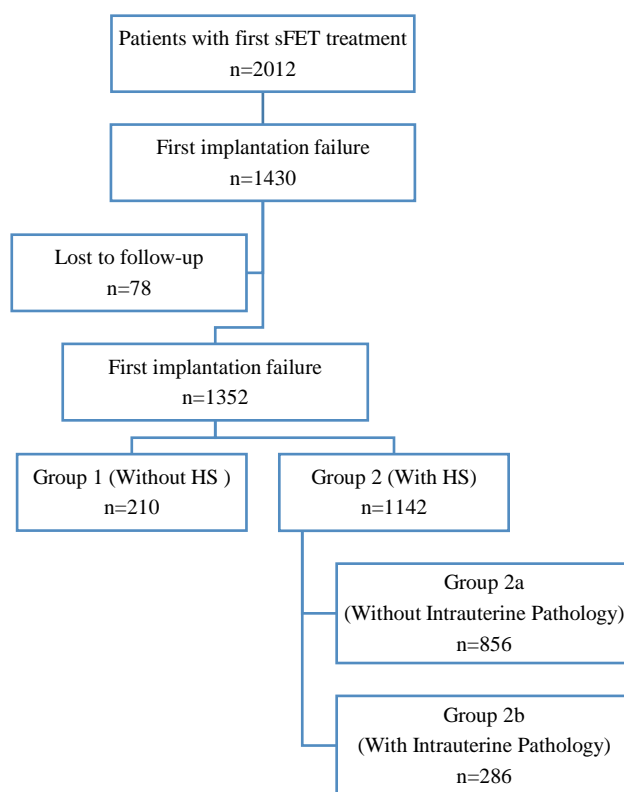 Patients with first sFET treatment
n=2012
First implantation failure
n=1430
Lost to follow-up
n=78
First implantation failure
n=1352
Group 1 (Without HS )
n=210
Group 2 (With HS)
n=1142
Group 2a
(Without Intrauterine Pathology)
n=856
Group 2b
(With Intrauterine Pathology)
n=286